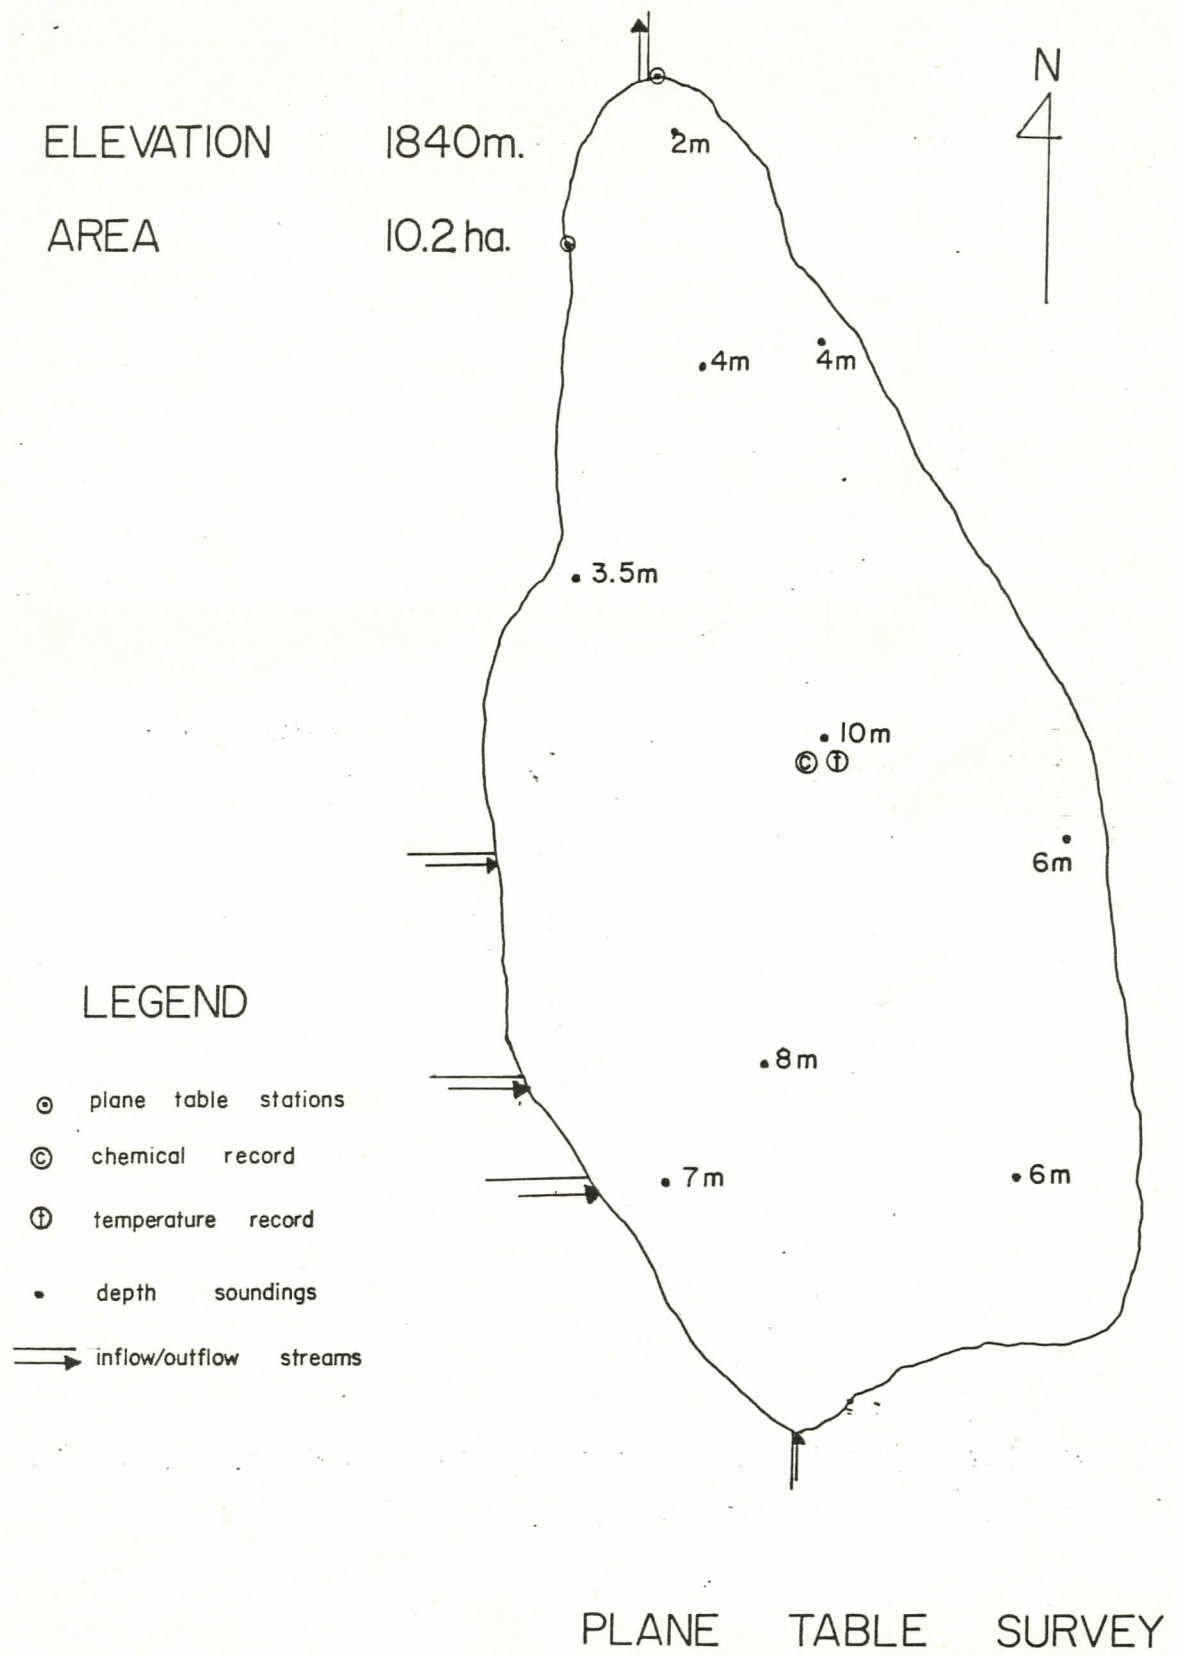 N
ELEVATION 1840m.
2m
AREA 10.2 ha.
4m
4m
3.5m
10m
© ⓣ
6m
LEGEND
8m
plane table stations
© chemical record
7m
6m
ⓣ temperature record
depth soundings
inflow/outflow streams
PLANE TABLE SURVEY